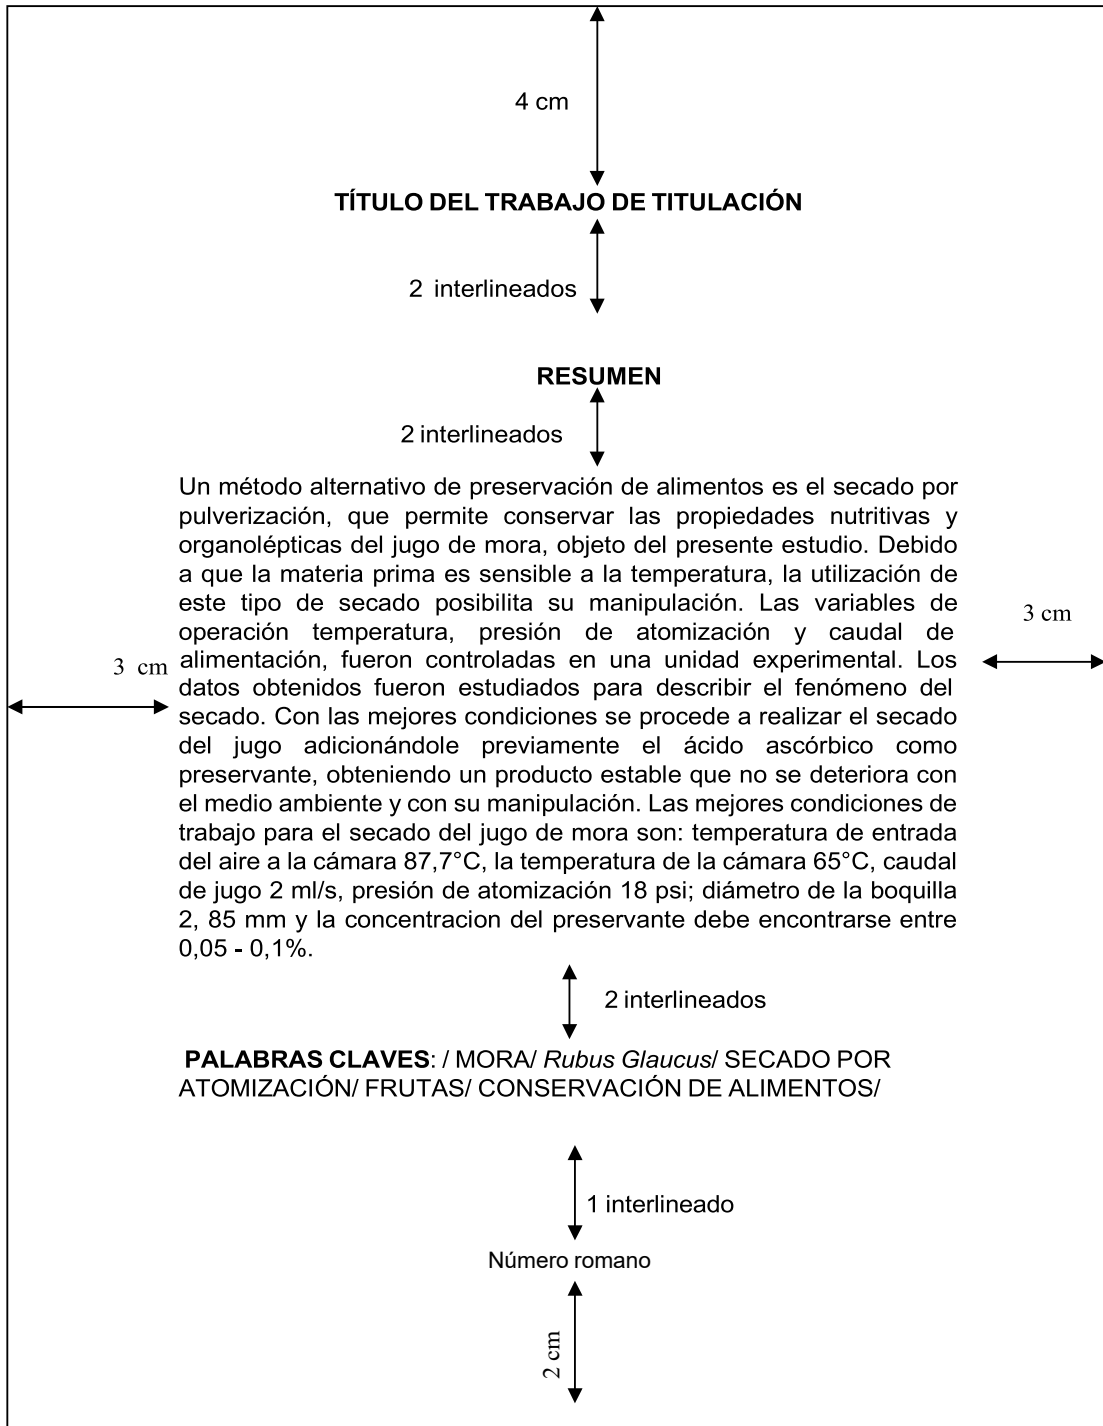 4 cm
TÍTULO DEL TRABAJO DE TITULACIÓN
2 interlineados
RESUMEN
2 interlineados
Un método alternativo de preservación de alimentos es el secado por
pulverización, que permite conservar las propiedades nutritivas y
organolépticas del jugo de mora, objeto del presente estudio. Debido
a que la materia prima es sensible a la temperatura, la utilización de
este tipo de secado posibilita su manipulación. Las variables de
operación temperatura, presión de atomización y caudal de
alimentación, fueron controladas en una unidad experimental. Los
datos obtenidos fueron estudiados para describir el fenómeno del
secado. Con las mejores condiciones se procede a realizar el secado
del jugo adicionándole previamente el ácido ascórbico como
preservante, obteniendo un producto estable que no se deteriora con
el medio ambiente y con su manipulación. Las mejores condiciones de
trabajo para el secado del jugo de mora son: temperatura de entrada
del aire a la cámara 87,7°C, la temperatura de la cámara 65°C, caudal
de jugo 2 ml/s, presión de atomización 18 psi; diámetro de la boquilla
2, 85 mm y la concentracion del preservante debe encontrarse entre
0,05 - 0,1%.
3 cm
3 cm
2 interlineados
PALABRAS CLAVES: / MORA/ Rubus Glaucus/ SECADO POR
ATOMIZACIÓN/ FRUTAS/ CONSERVACIÓN DE ALIMENTOS/
1 interlineado
Número romano
2 cm